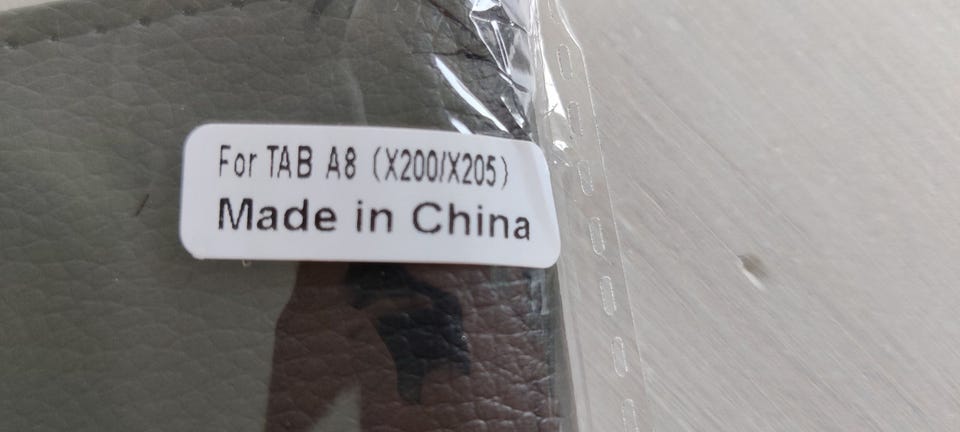 For TAB A8 (X200/X205)
Made in China